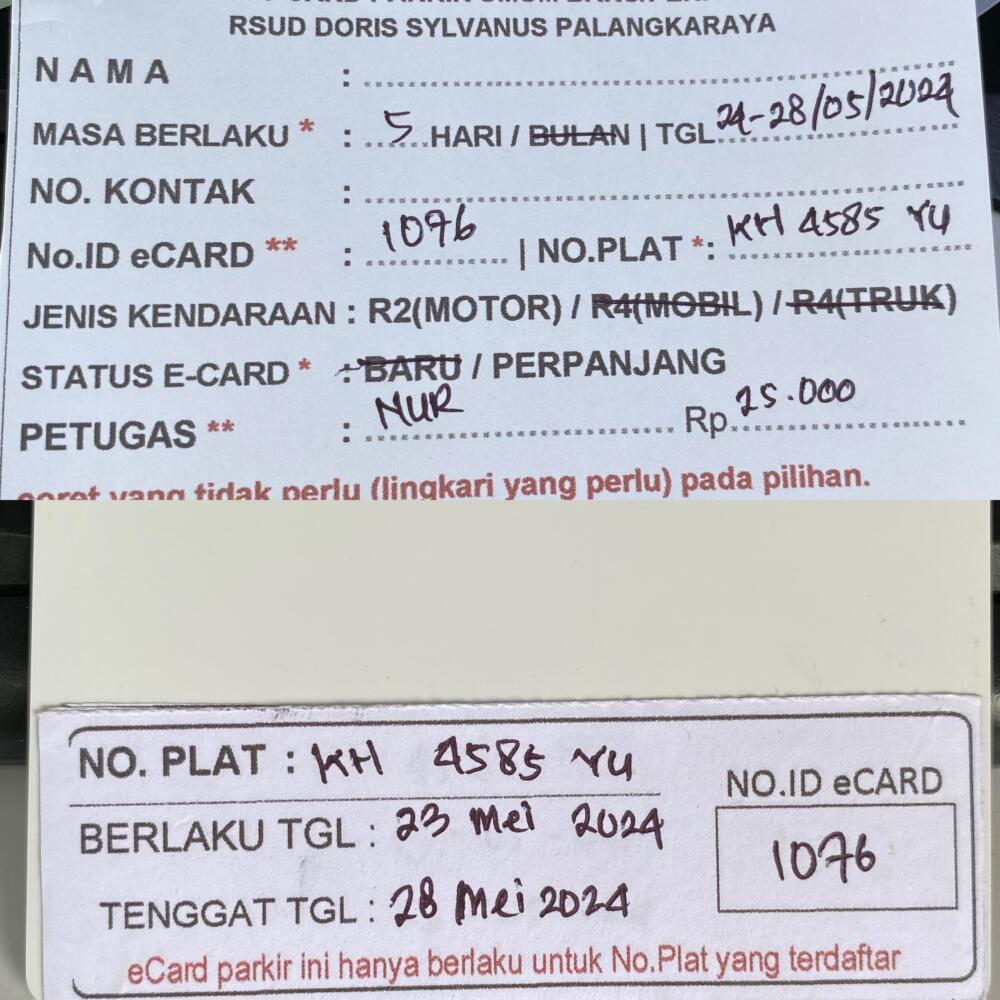 RSUD DORIS SYLVANUS PALANGKARAYA
NAMA :
MASA BERLAKU * : 5 HARI / BULAN | TGL 24-28/05/2024
NO. KONTAK :
No.ID eCARD ** : 1076 | NO.PLAT *: KH 4585 YU
JENIS KENDARAAN : R2(MOTOR) / R4(MOBIL) / R4(TRUK)
STATUS E-CARD * : BARU / PERPANJANG
PETUGAS ** : NUR Rp. 25.000
coret yang tidak perlu (lingkari yang perlu) pada pilihan.
NO. PLAT : KH 4585 YU
NO.ID eCARD
BERLAKU TGL : 23 Mei 2024
1076
TENGGAT TGL : 28 Mei 2024
eCard parkir ini hanya berlaku untuk No.Plat yang terdaftar